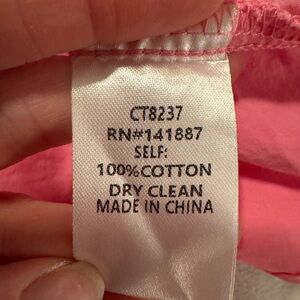 CT8237
RN#141887
SELF:
100%COTTON
DRY CLEAN
MADE IN CHINA